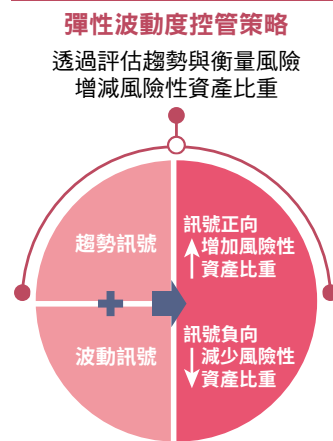 彈性波動度控管策略
透過評估趨勢與衡量風險
增減風險性資產比重
趨勢訊號
訊號正向
增加風險性
資產比重
波動訊號
訊號負向
減少風險性
資產比重